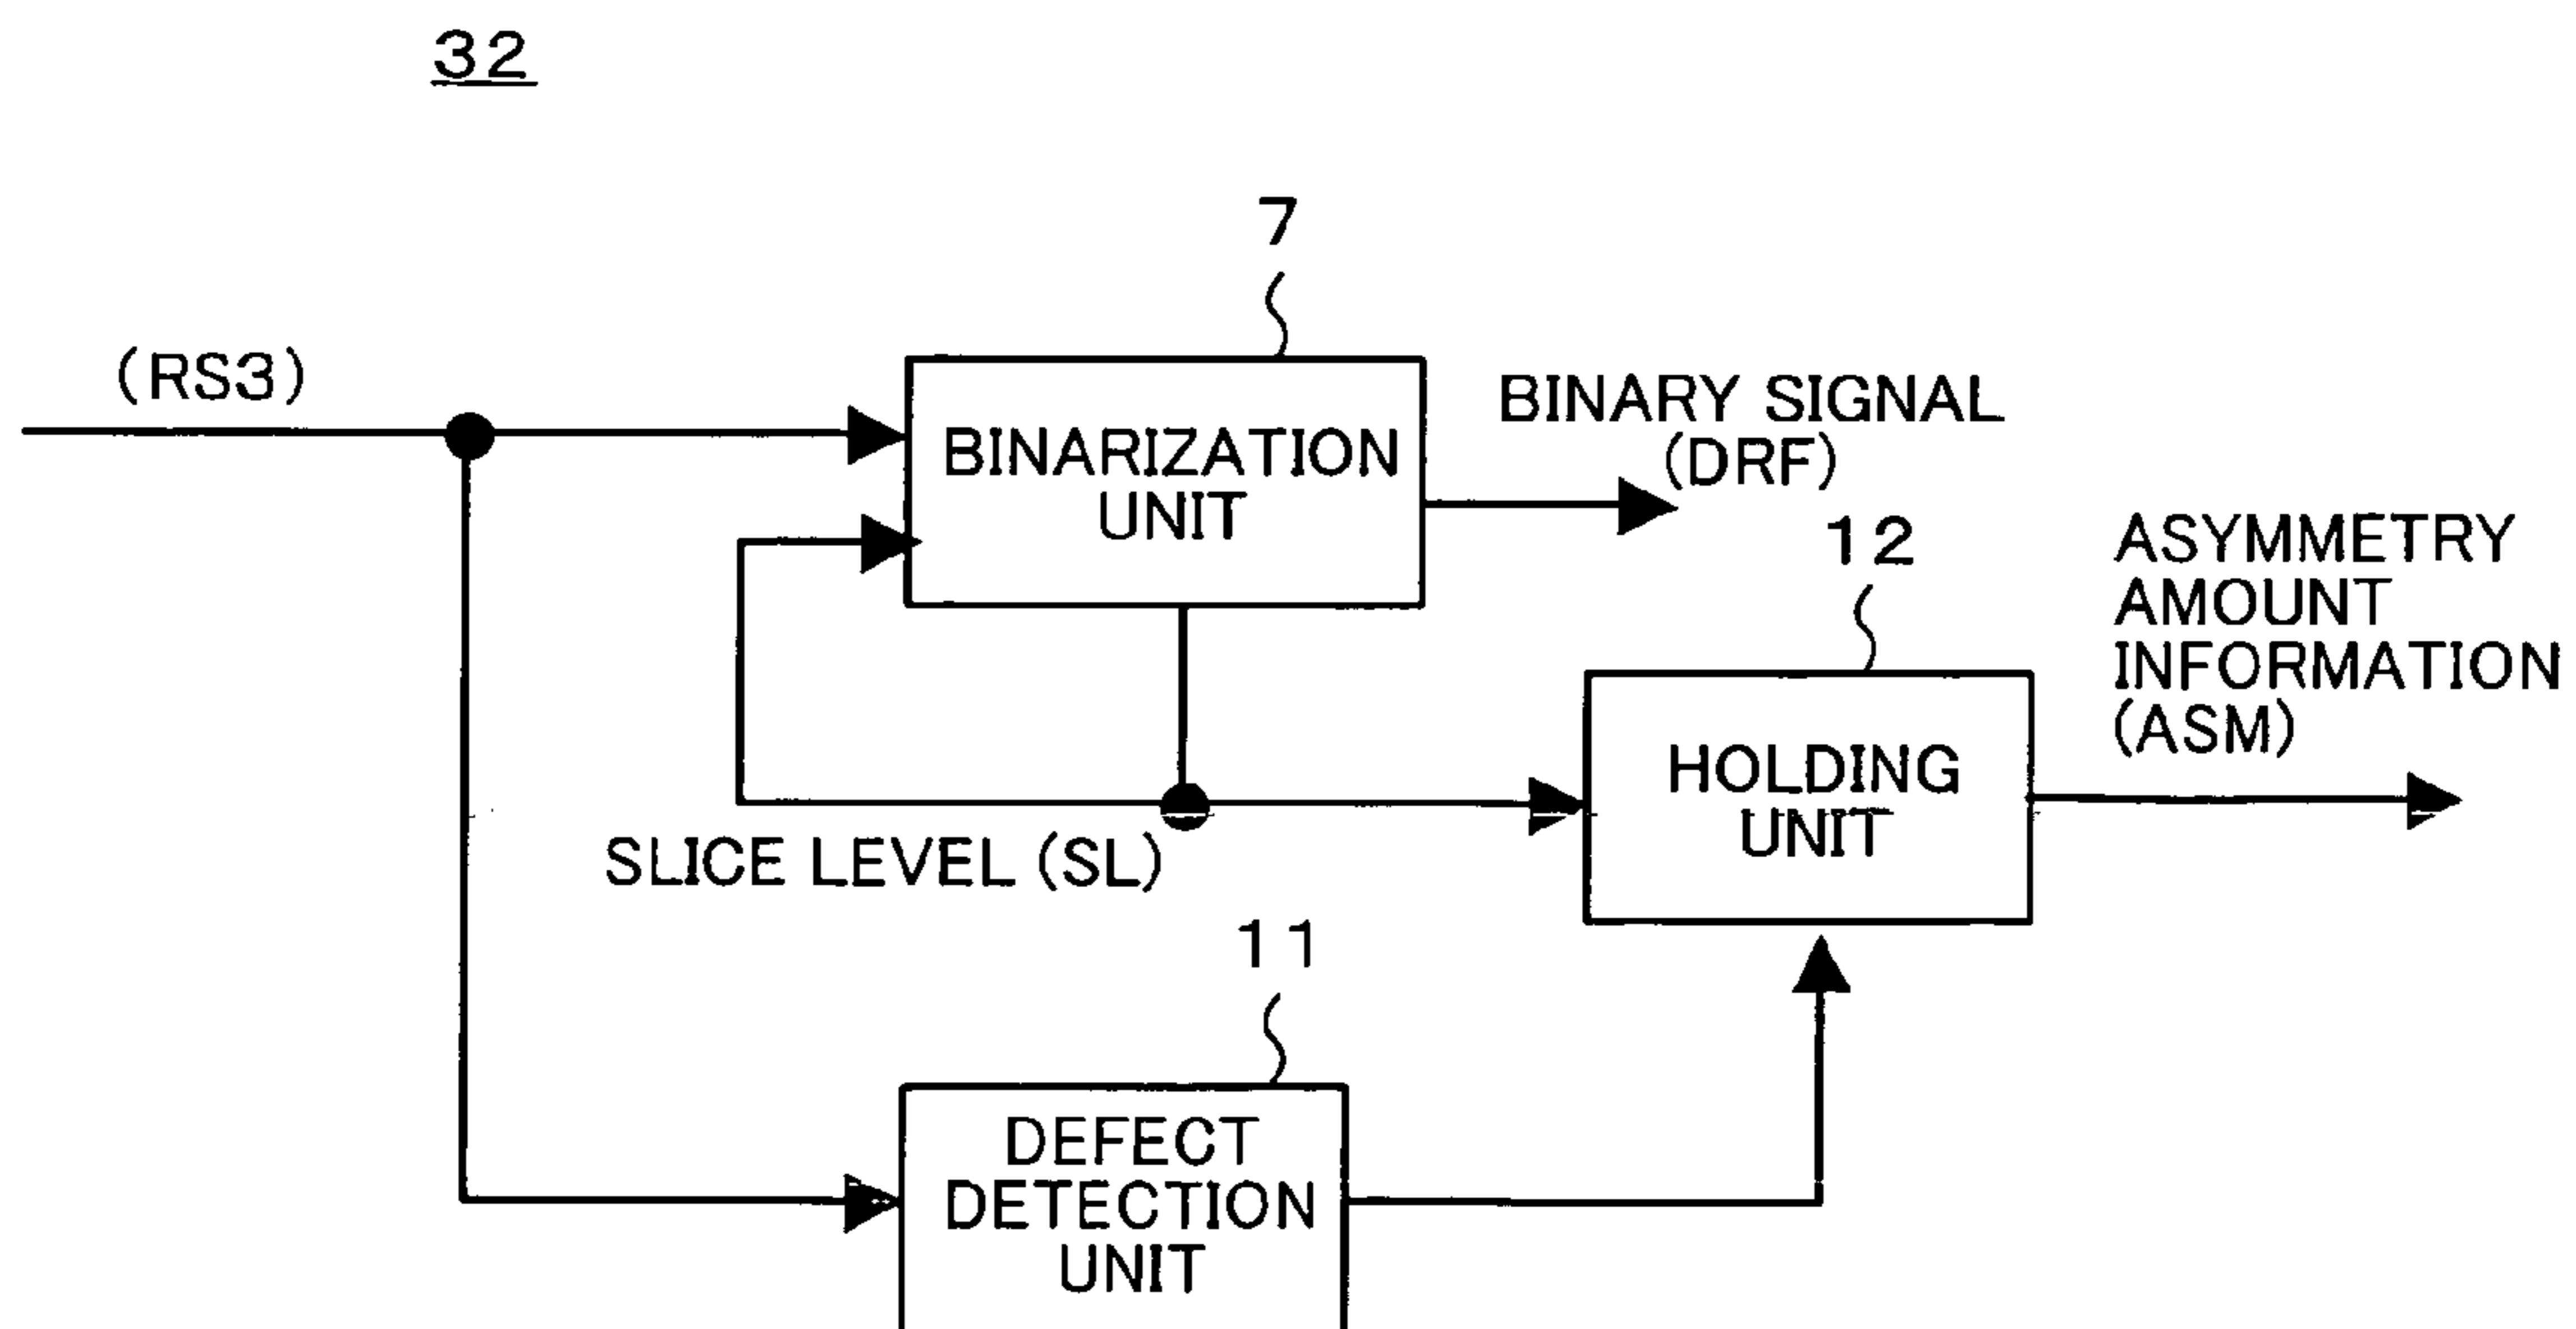 32
7
(RS3)
BINARIZATION
UNIT
BINARY SIGNAL
(DRF)
12
ASYMMETRY
AMOUNT
INFORMATION
(ASM)
HOLDING
UNIT
SLICE LEVEL (SL)
11
DEFECT
DETECTION
UNIT